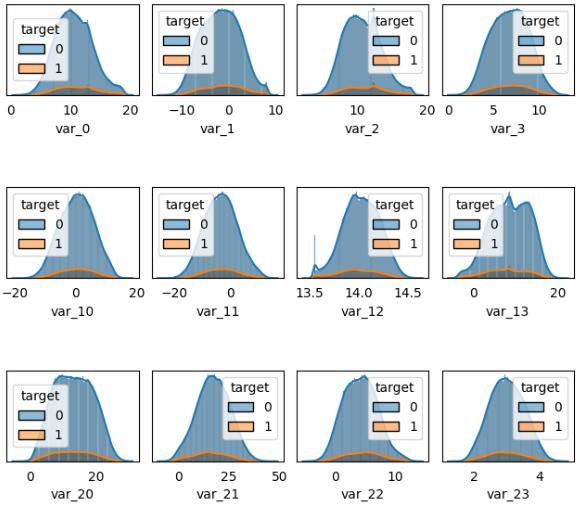 target
0
1
0 10 20
var_0
target
0
1
−10 0 10
var_1
target
0
1
0 10 20
var_2
target
0
1
0 5 10
var_3
target
0
1
−20 0 20
var_10
target
0
1
−20 0
var_11
target
0
1
13.5 14.0 14.5
var_12
target
0
1
0 20
var_13
target
0
1
0 20
var_20
target
0
1
0 25 50
var_21
target
0
1
0 10
var_22
target
0
1
2 4
var_23